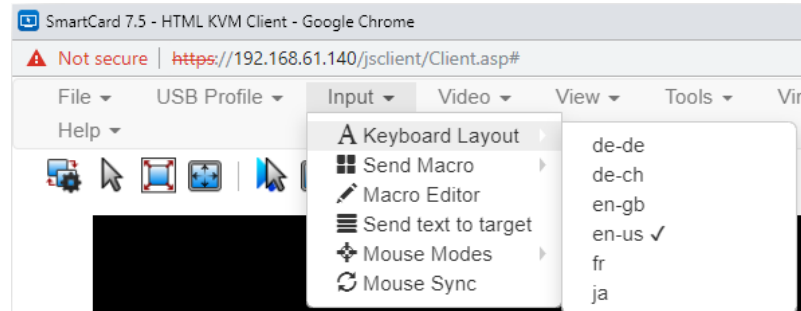 SmartCard 7.5 - HTML KVM Client - Google Chrome
Not secure | https://192.168.61.140/jsclient/Client.asp#
File USB Profile Input Video View Tools
Help
A Keyboard Layout
Send Macro
Macro Editor
Send text to target
Mouse Modes
Mouse Sync
de-de
de-ch
en-gb
en-us ✓
fr
ja